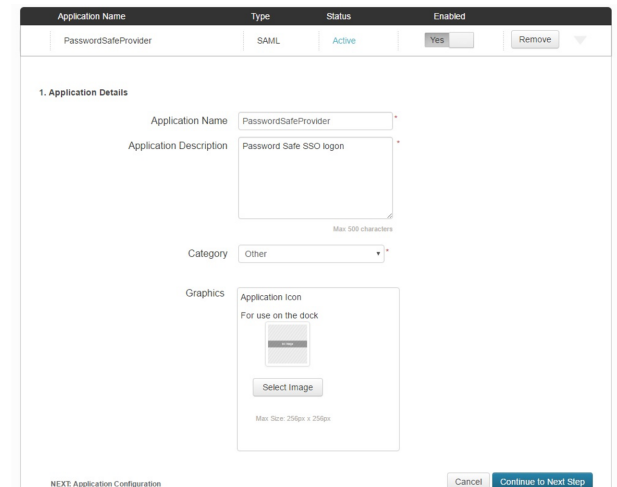 Application Name Type Status Enabled
PasswordSafeProvider SAML Active Yes Remove
1. Application Details
Application Name PasswordSafeProvider *
Application Description Password Safe SSO logon *
Max 500 characters
Category Other *
Graphics Application Icon
For use on the dock
Select Image
Max Size: 256px x 256px
NEXT: Application Configuration Cancel Continue to Next Step